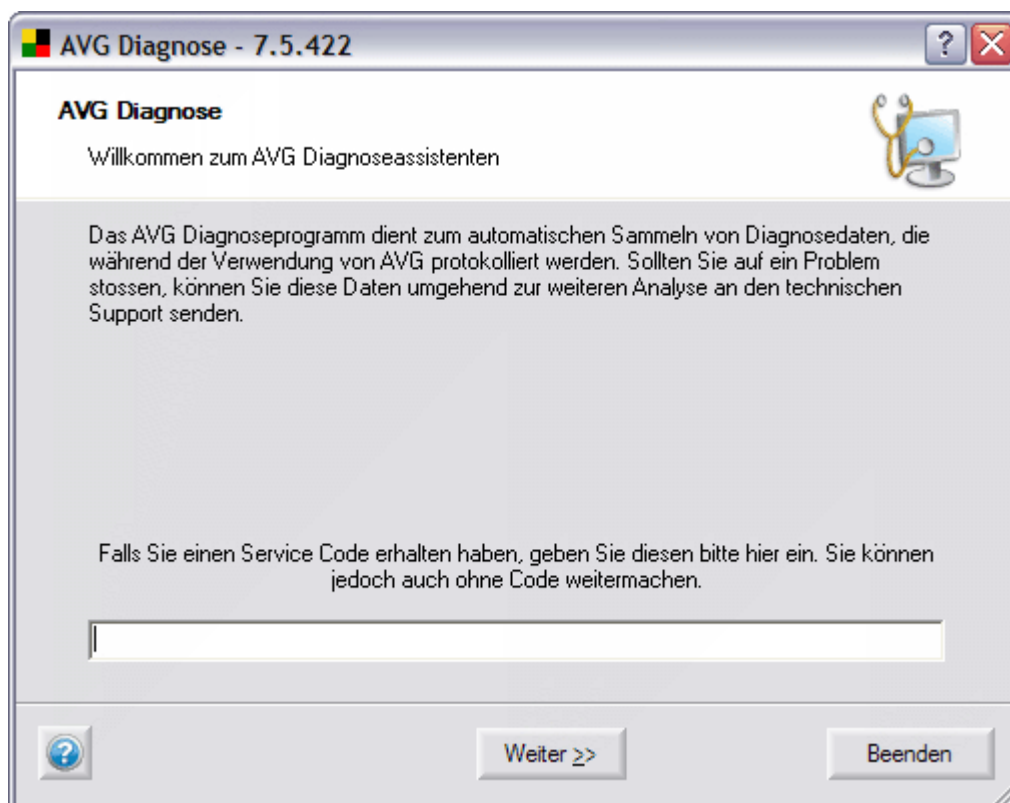 AVG Diagnose - 7.5.422
AVG Diagnose
Willkommen zum AVG Diagnoseassistenten
Das AVG Diagnoseprogramm dient zum automatischen Sammeln von Diagnosedaten, die
während der Verwendung von AVG protokolliert werden. Sollten Sie auf ein Problem
stossen, können Sie diese Daten umgehend zur weiteren Analyse an den technischen
Support senden.
Falls Sie einen Service Code erhalten haben, geben Sie diesen bitte hier ein. Sie können
jedoch auch ohne Code weitermachen.
Weiter >>
Beenden